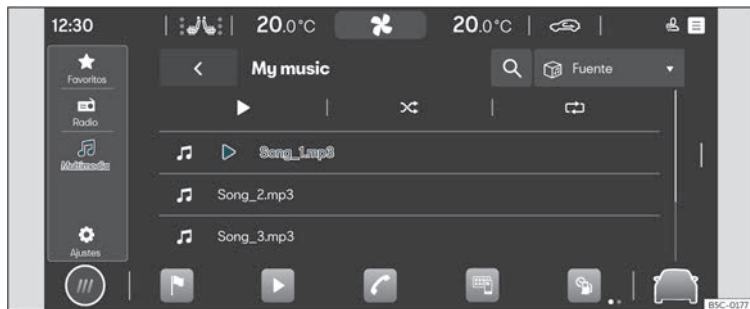 12:30
20.0°C
20.0°C
Favoritos
My music
Fuente
Radio
Multimedia
Song_1.mp3
Song_2.mp3
Song_3.mp3
Ajustes
B5C-0177